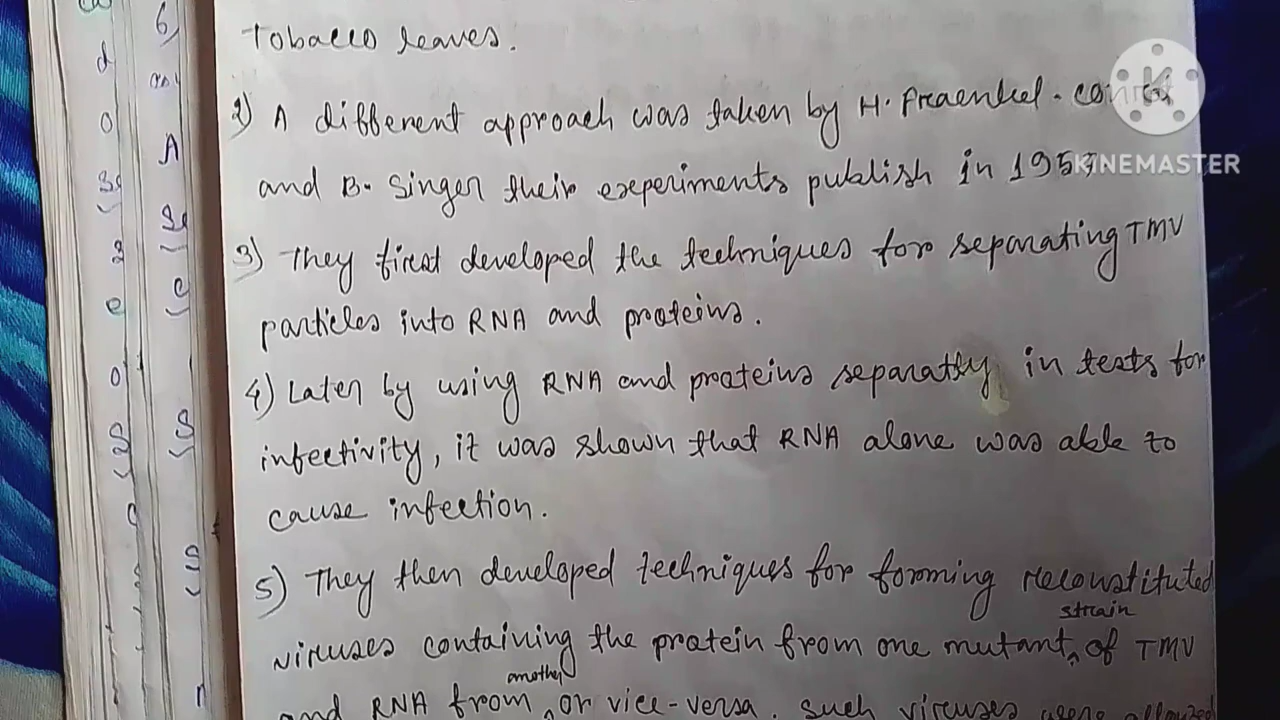 Tobacco leaves.
2) A different approach was taken by H. Fraenkel-
and B. Singer their experiments publish in
KINEMASTER
3) They first developed the techniques for separating TMV
particles into RNA and proteins.
4) Later by using RNA and proteins separatly in tests for
infectivity, it was shown that RNA alone was able to
cause infection.
5) They then developed techniques for forming reconstituted
viruses containing the protein from one mutant strain of TMV
and RNA from another or vice-versa. Such viruses were allowed